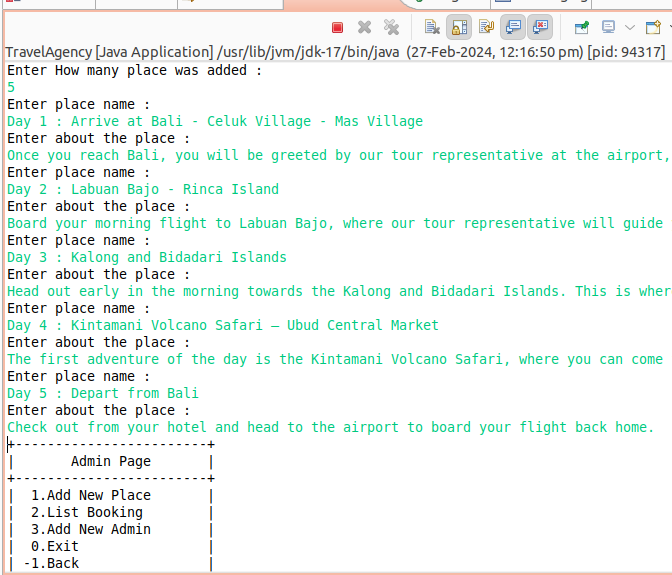 TravelAgency [Java Application] /usr/lib/jvm/jdk-17/bin/java (27-Feb-2024, 12:16:50 pm) [pid: 94317]
Enter How many place was added :
5
Enter place name :
Day 1 : Arrive at Bali - Celuk Village - Mas Village
Enter about the place :
Once you reach Bali, you will be greeted by our tour representative at the airport,
Enter place name :
Day 2 : Labuan Bajo - Rinca Island
Enter about the place :
Board your morning flight to Labuan Bajo, where our tour representative will guide
Enter place name :
Day 3 : Kalong and Bidadari Islands
Enter about the place :
Head out early in the morning towards the Kalong and Bidadari Islands. This is wher
Enter place name :
Day 4 : Kintamani Volcano Safari – Ubud Central Market
Enter about the place :
The first adventure of the day is the Kintamani Volcano Safari, where you can come
Enter place name :
Day 5 : Depart from Bali
Enter about the place :
Check out from your hotel and head to the airport to board your flight back home.
+-------------------------+
|       Admin Page        |
+-------------------------+
|  1.Add New Place        |
|  2.List Booking         |
|  3.Add New Admin        |
|  0.Exit                 |
| -1.Back                 |